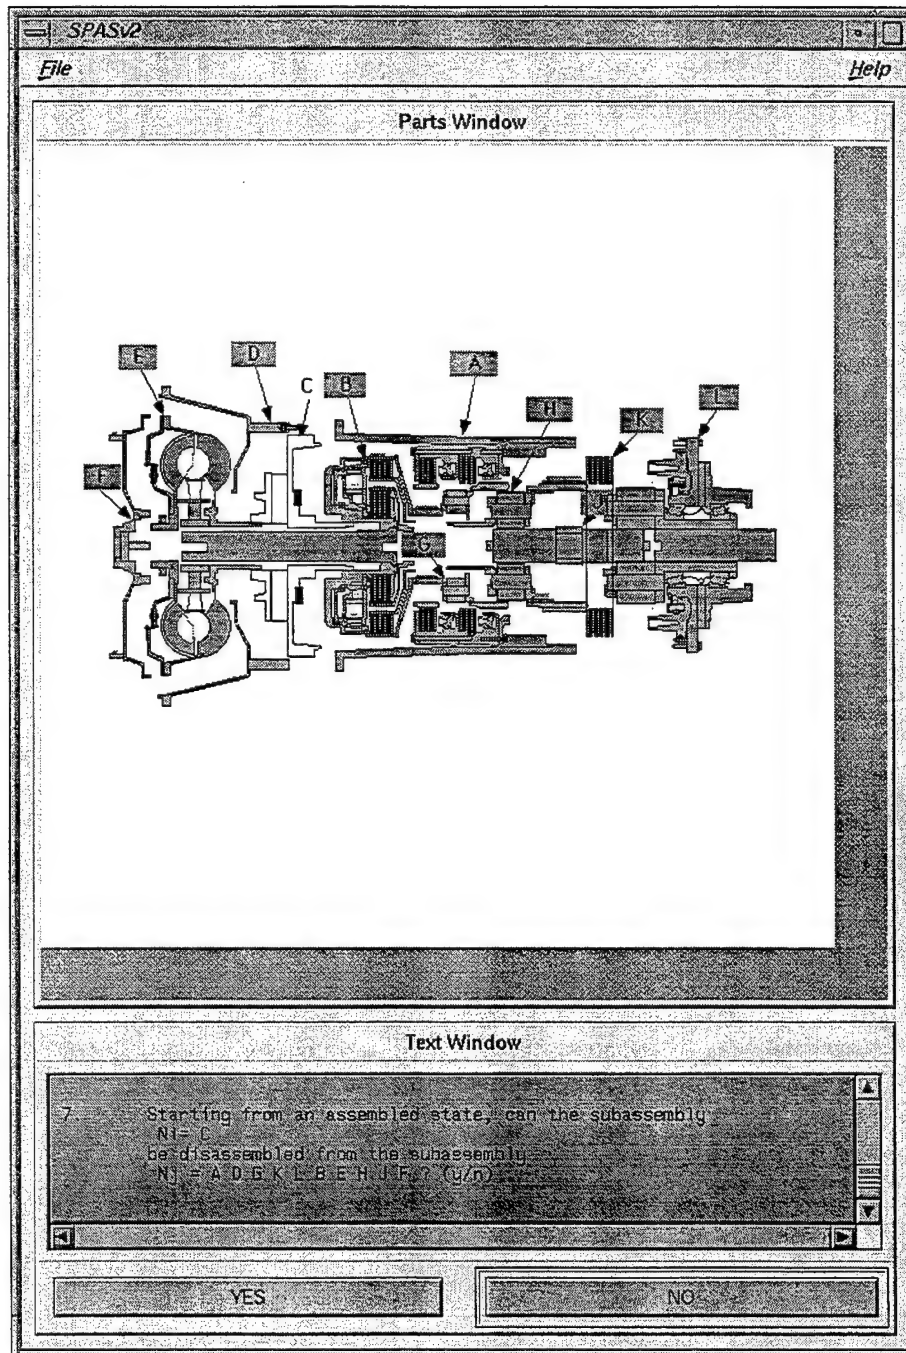 SPASv2
File Help
Parts Window
E D C B A H K L
F
G
Text Window
7. Starting from an assembled state, can the subassembly
Ni= C
be disassembled from the subassembly
Nj = A D G K L B E H J F ? (y/n)
YES NO